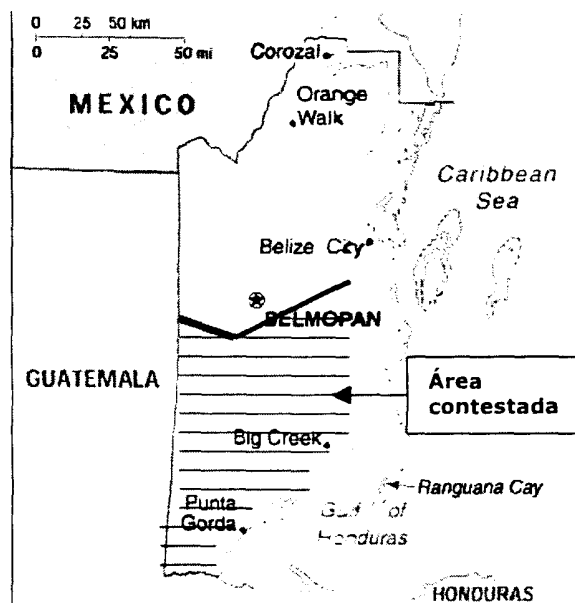 0 25 50 km
0 25 50 mi
Corozal
MEXICO
Orange
Walk
Caribbean
Sea
Belize City
BELMOPAN
GUATEMALA
Área
contestada
Big Creek
Ranguana Cay
Punta
Gorda
Gulf of
Honduras
HONDURAS